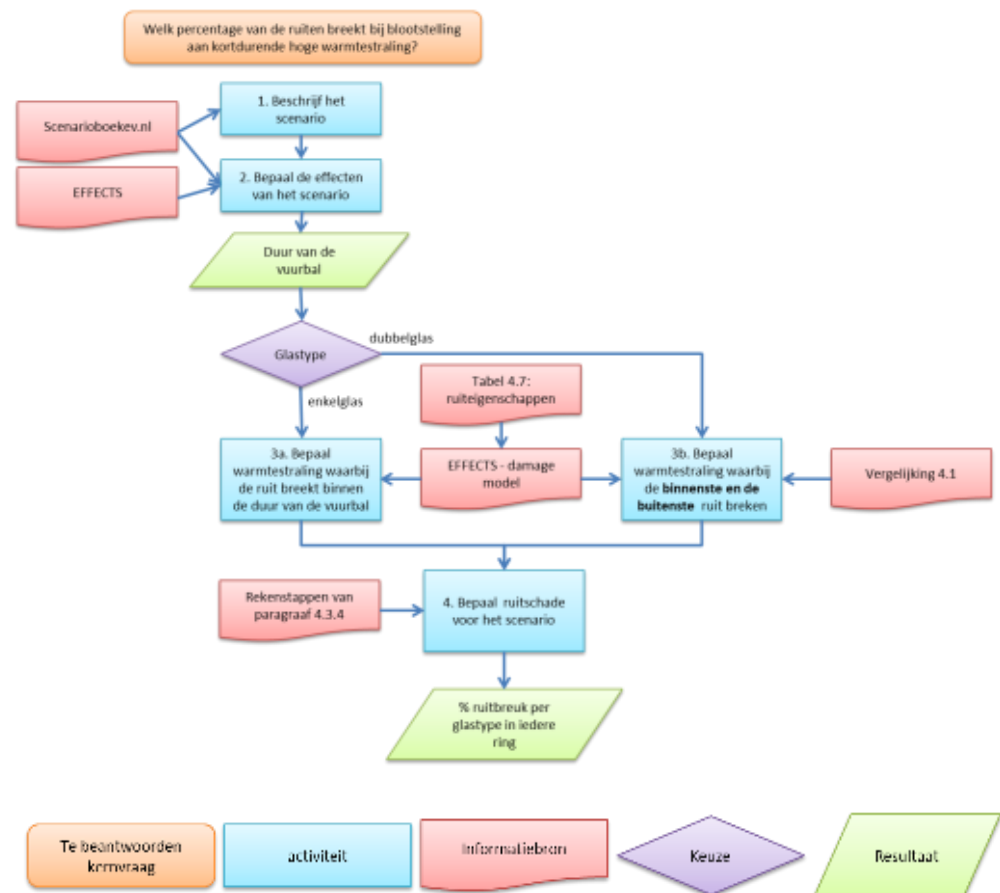 Welk percentage van de ruiten breekt bij blootstelling
aan kortdurende hoge warmtestraling?
1. Beschrijf het
scenario
Scenarioboekev.nl
2. Bepaal de effecten
van het scenario
EFFECTS
Duur van de
vuurbal
Glastype
dubbelglas
enkelglas
Tabel 4.7:
ruiteigenschappen
3a. Bepaal
warmtestraling waarbij
de ruit breekt binnen
de duur van de vuurbal
EFFECTS - damage
model
3b. Bepaal
warmtestraling waarbij
de binnenste en de
buitenste ruit breken
Vergelijking 4.1
Rekenstappen van
paragraaf 4.3.4
4. Bepaal ruitschade
voor het scenario
% ruitbreuk per
glastype in iedere
ring
Te beantwoorden
kernvraag
activiteit
Informatiebron
Keuze
Resultaat